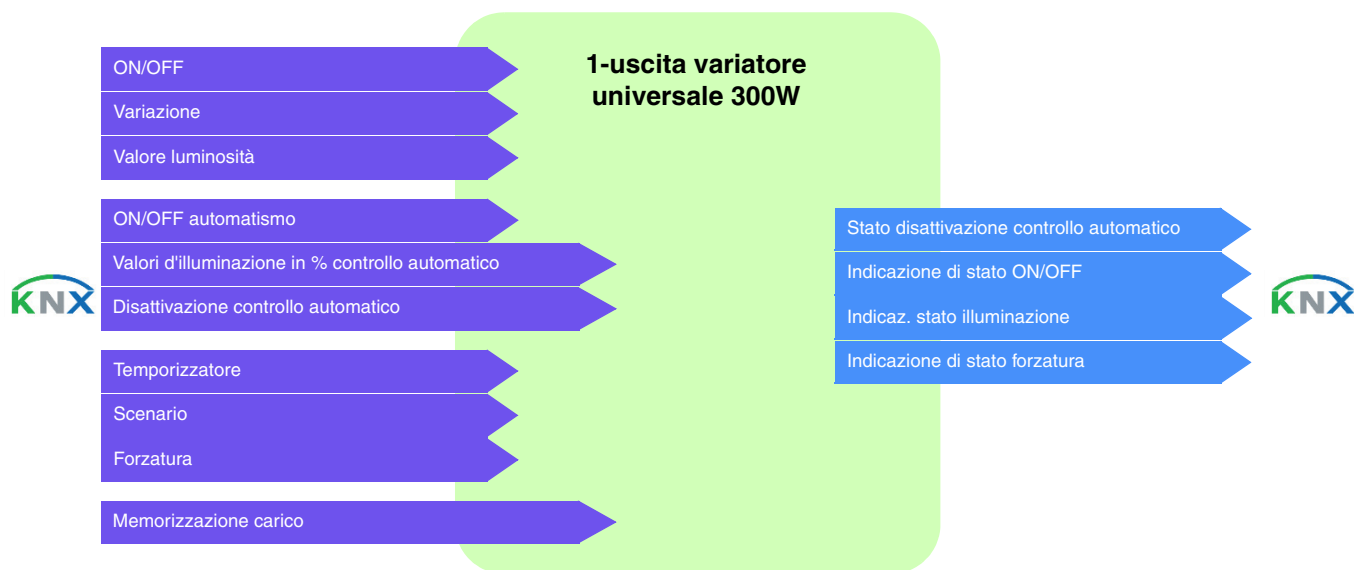 1-uscita variatore
universale 300W
ON/OFF
Variazione
Valore luminosità
ON/OFF automatismo
Valori d'illuminazione in % controllo automatico
Disattivazione controllo automatico
Temporizzatore
Scenario
Forzatura
Memorizzazione carico
KNX
Stato disattivazione controllo automatico
Indicazione di stato ON/OFF
Indicaz. stato illuminazione
Indicazione di stato forzatura
KNX